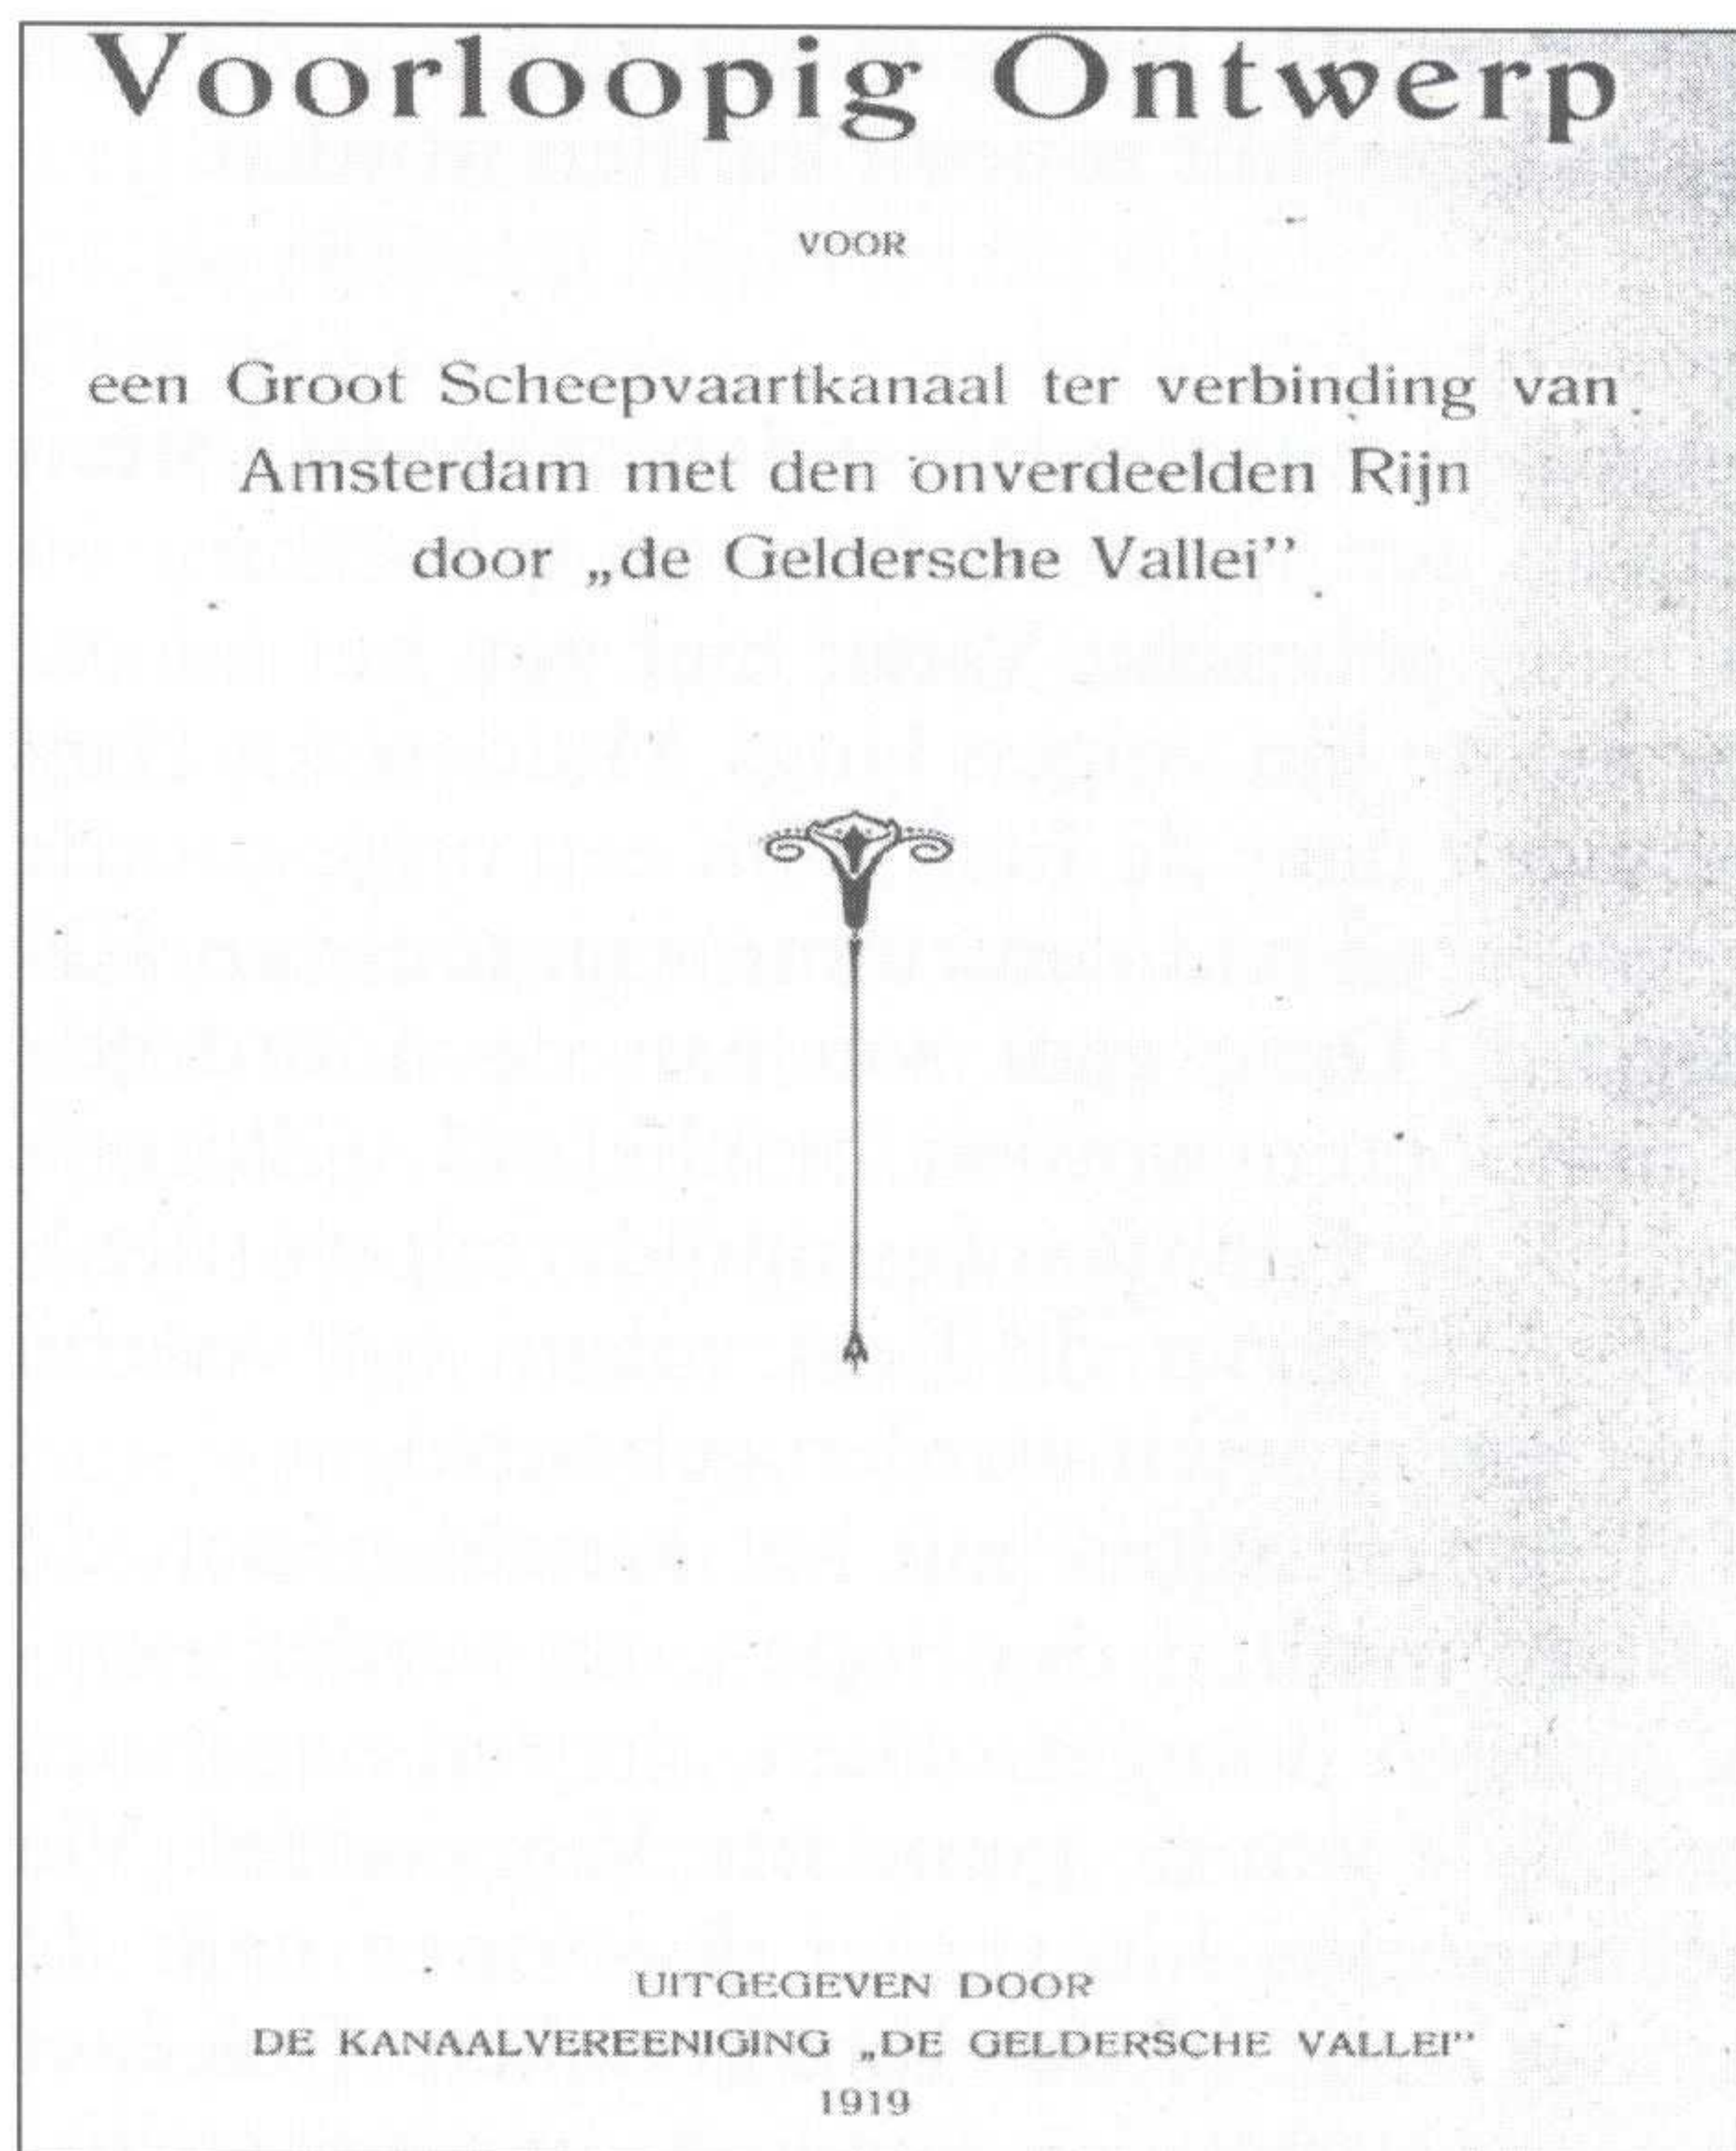 Voorloopig Ontwerp
VOOR
een Groot Scheepvaartkanaal ter verbinding van
Amsterdam met den onverdeelden Rijn
door „de Geldersche Vallei”
UITGEGEVEN DOOR
DE KANAALVEREENIGING „DE GELDERSCHE VALLEI”
1919